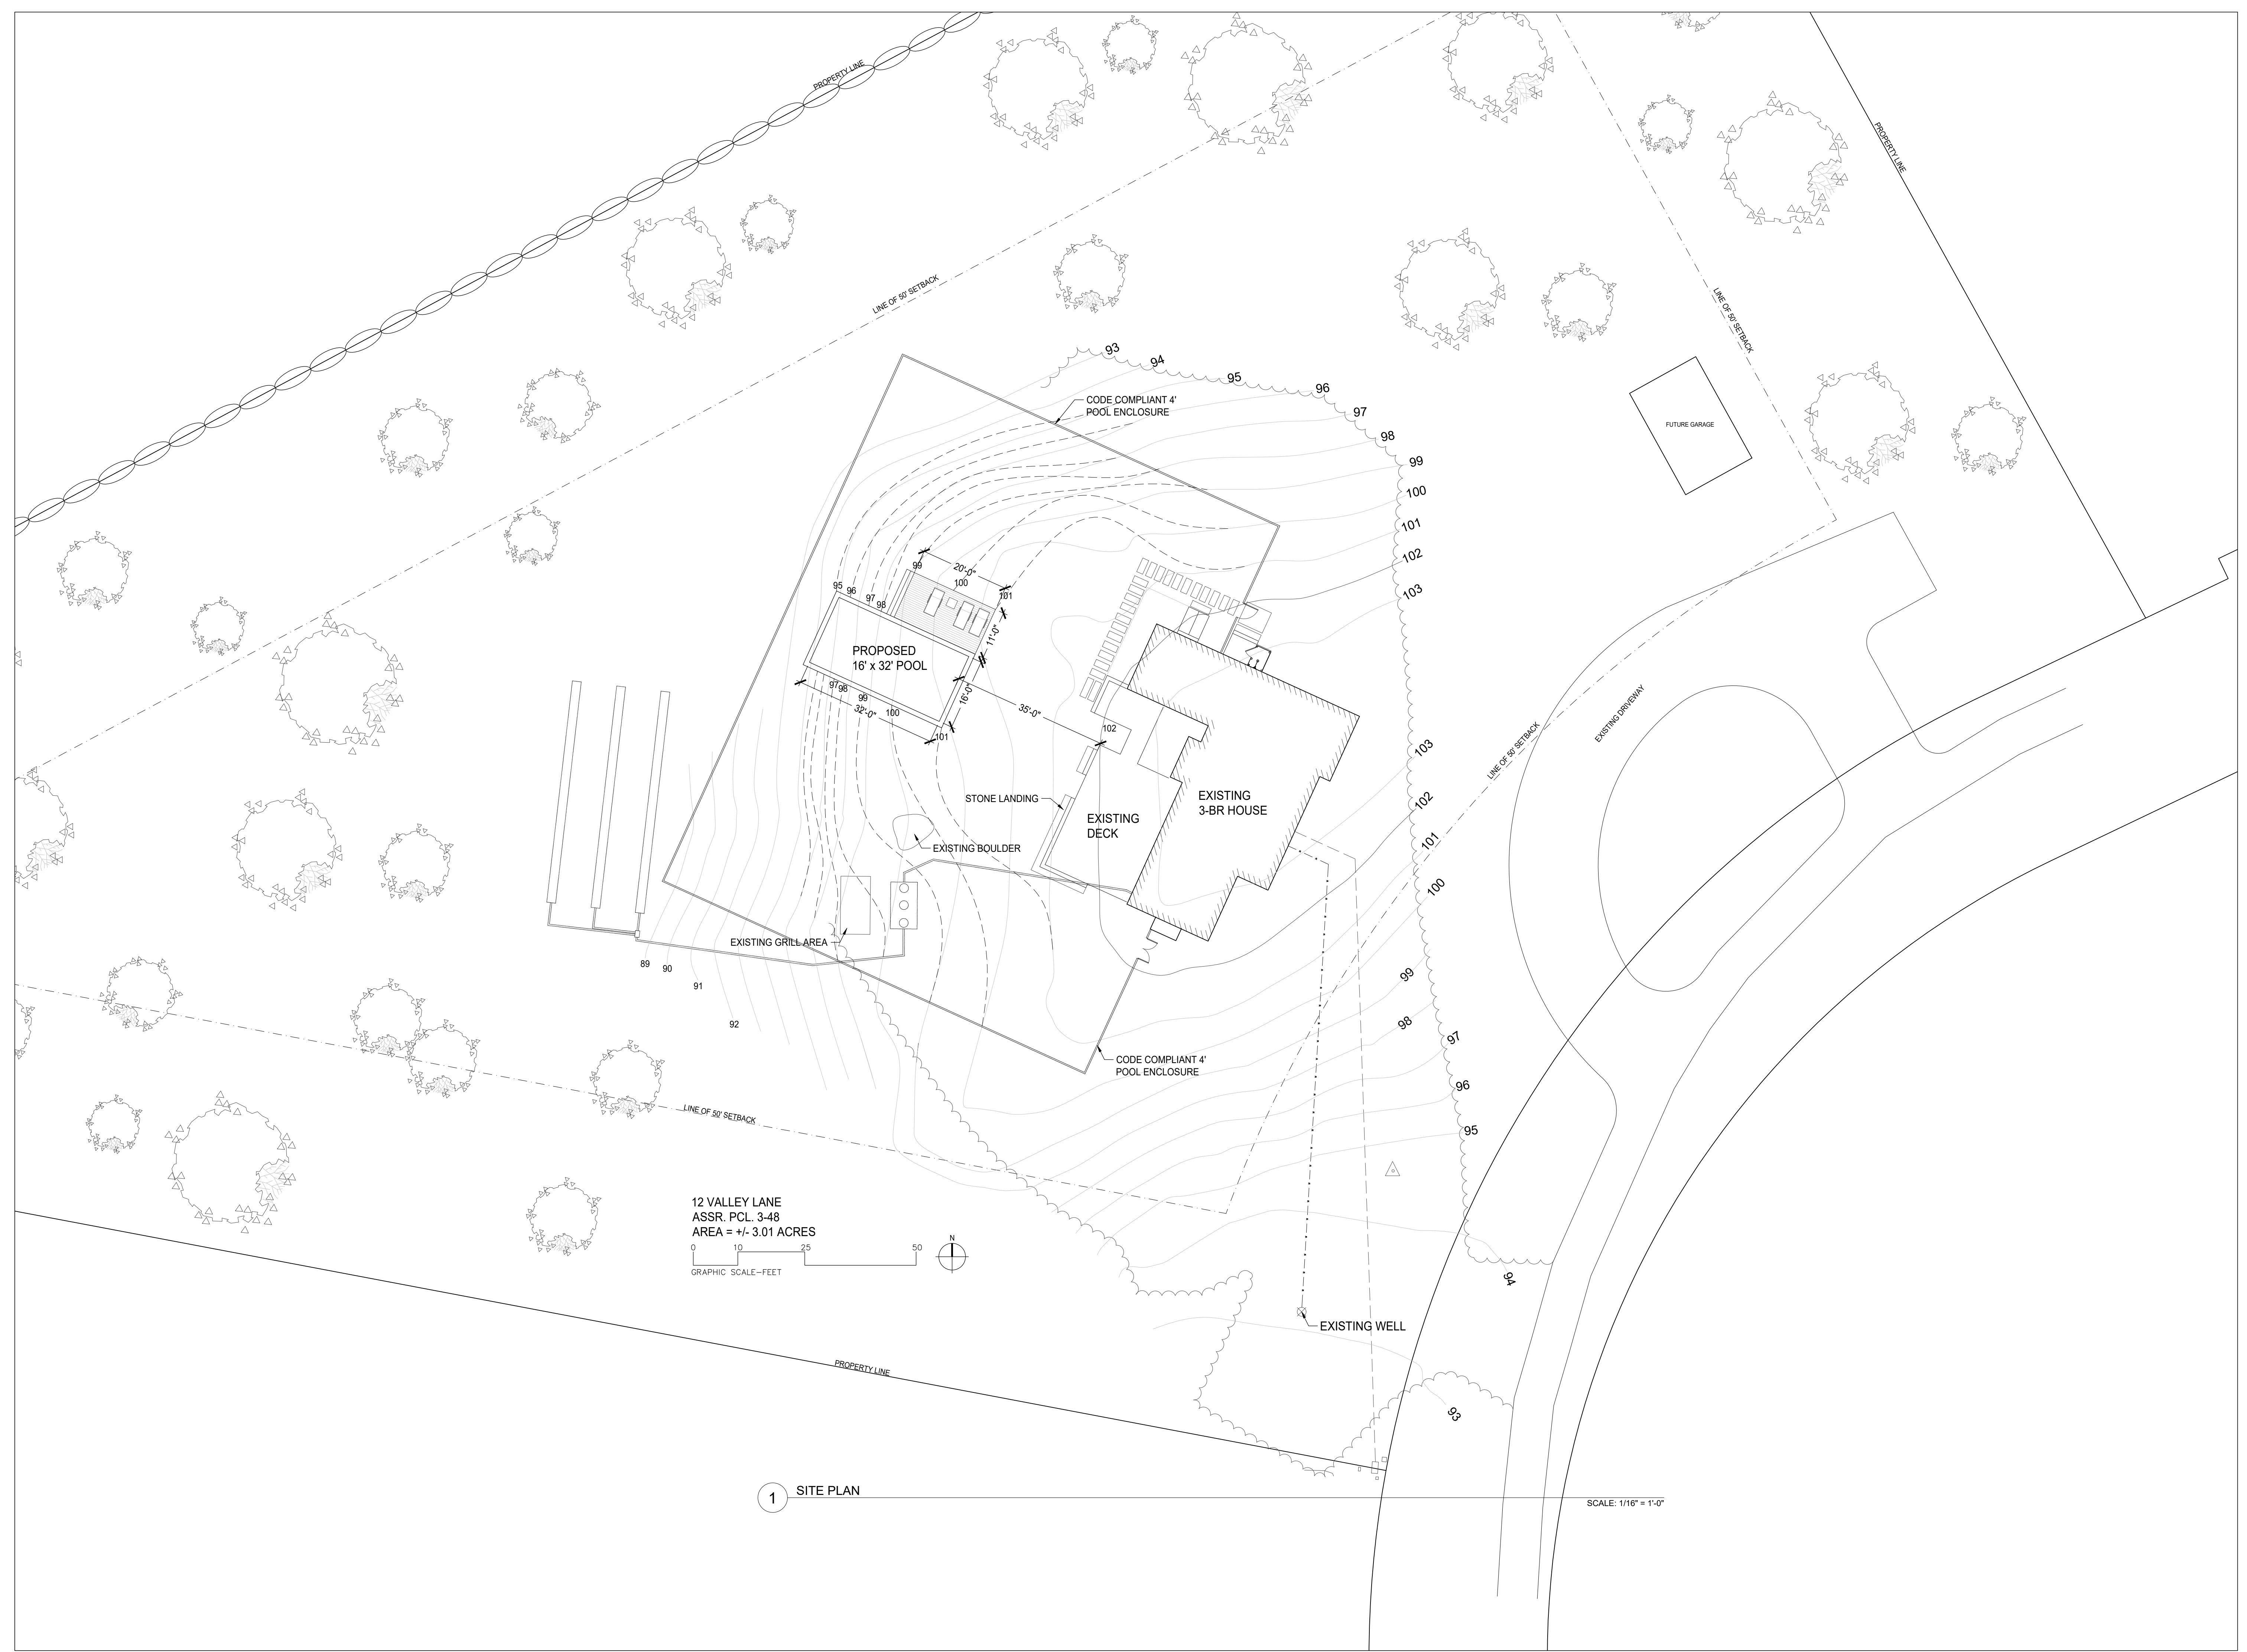 PROPERTY LINE
PROPERTY LINE
LINE OF 50' SETBACK
LINE OF 50' SETBACK
93
94
95
96
97
98
99
100
101
102
103
CODE COMPLIANT 4'
POOL ENCLOSURE
FUTURE GARAGE
20'-0"
99
100
101
95
96
97
98
11'-0"
PROPOSED
16' x 32' POOL
16'-0"
97
98
99
100
101
32'-0"
35'-0"
102
STONE LANDING
EXISTING
DECK
EXISTING
3-BR HOUSE
EXISTING BOULDER
EXISTING GRILL AREA
LINE OF 50' SETBACK
EXISTING DRIVEWAY
103
102
101
100
99
98
97
96
95
94
93
89
90
91
92
CODE COMPLIANT 4'
POOL ENCLOSURE
LINE OF 50' SETBACK
12 VALLEY LANE
ASSR. PCL. 3-48
AREA = +/- 3.01 ACRES
0 10 25 50
GRAPHIC SCALE-FEET
N
EXISTING WELL
PROPERTY LINE
1
SITE PLAN
SCALE: 1/16" = 1'-0"